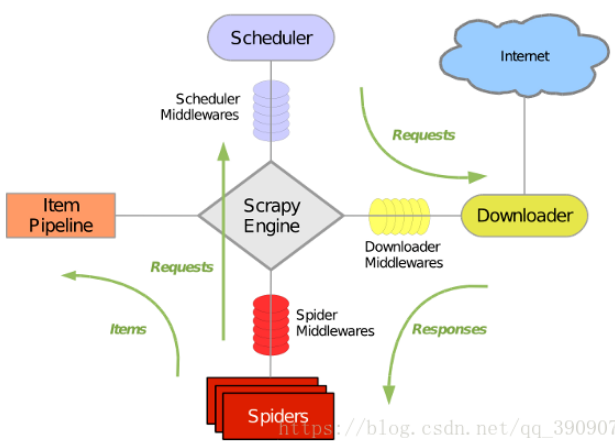 Scheduler
Internet
Scheduler
Middlewares
Requests
Item
Pipeline
Scrapy
Engine
Downloader
Downloader
Middlewares
Requests
Items
Spider
Middlewares
Responses
Spiders
https://blog.csdn.net/qq_390907